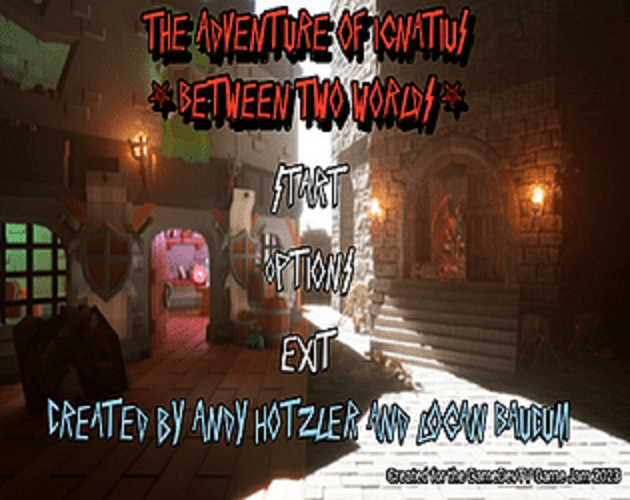 THE ADVENTURE OF IGNATIUS
BETWEEN TWO WORLDS
START
OPTIONS
EXIT
CREATED BY ANDY HOTZLER AND LOGAN BAUDUM
Created for the GameDevTV Game Jam 2023